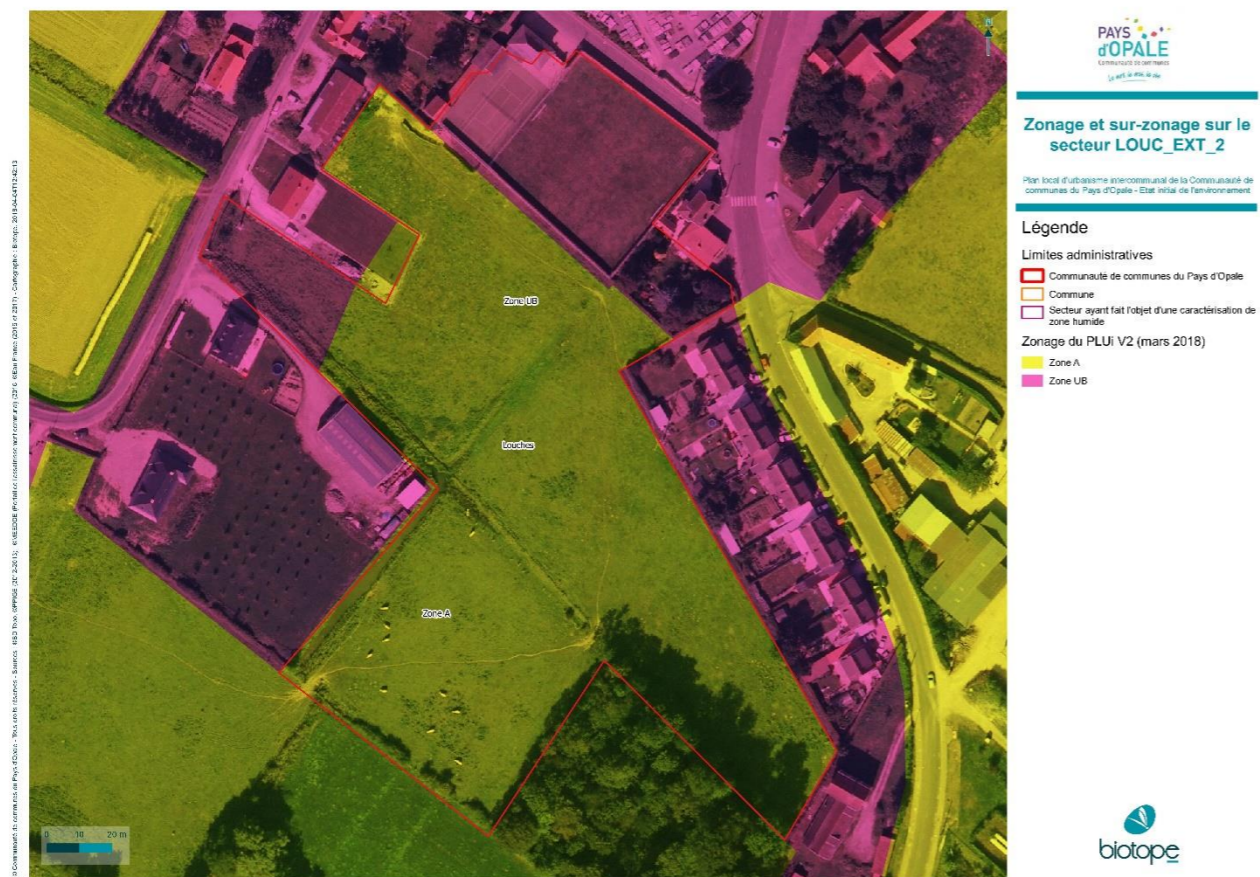 N
PAYS
d'OPALE
Communauté de communes
Zonage et sur-zonage sur le
secteur LOUC_EXT_2
Plan local d'urbanisme intercommunal de la Communauté de
communes du Pays d'Opale - Etat initial de l'environnement
Légende
Limites administratives
Communauté de communes du Pays d'Opale
Commune
Secteur ayant fait l'objet d'une caractérisation de
zone humide
Zonage du PLUi V2 (mars 2018)
Zone A
Zone UB
Zone UB
Louches
Zone A
0 10 20 m
biotope